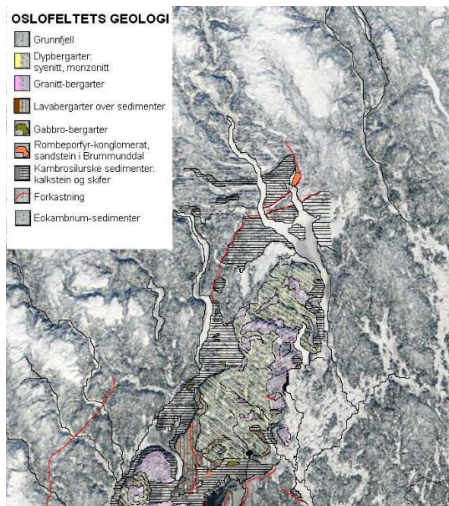 OSLOFELTETS GEOLOGI
Grunnfjell
Dypbergarter:
syenitt, monzonitt
Granitt-bergarter
Lavabergarter over sedimenter
Gabbro-bergarter
Rombeporfyr-konglomerat,
sandstein i Brummunddal
Kambrosilurske sedimenter:
kalkstein og skifer
Forkastning
Eokambrium-sedimenter